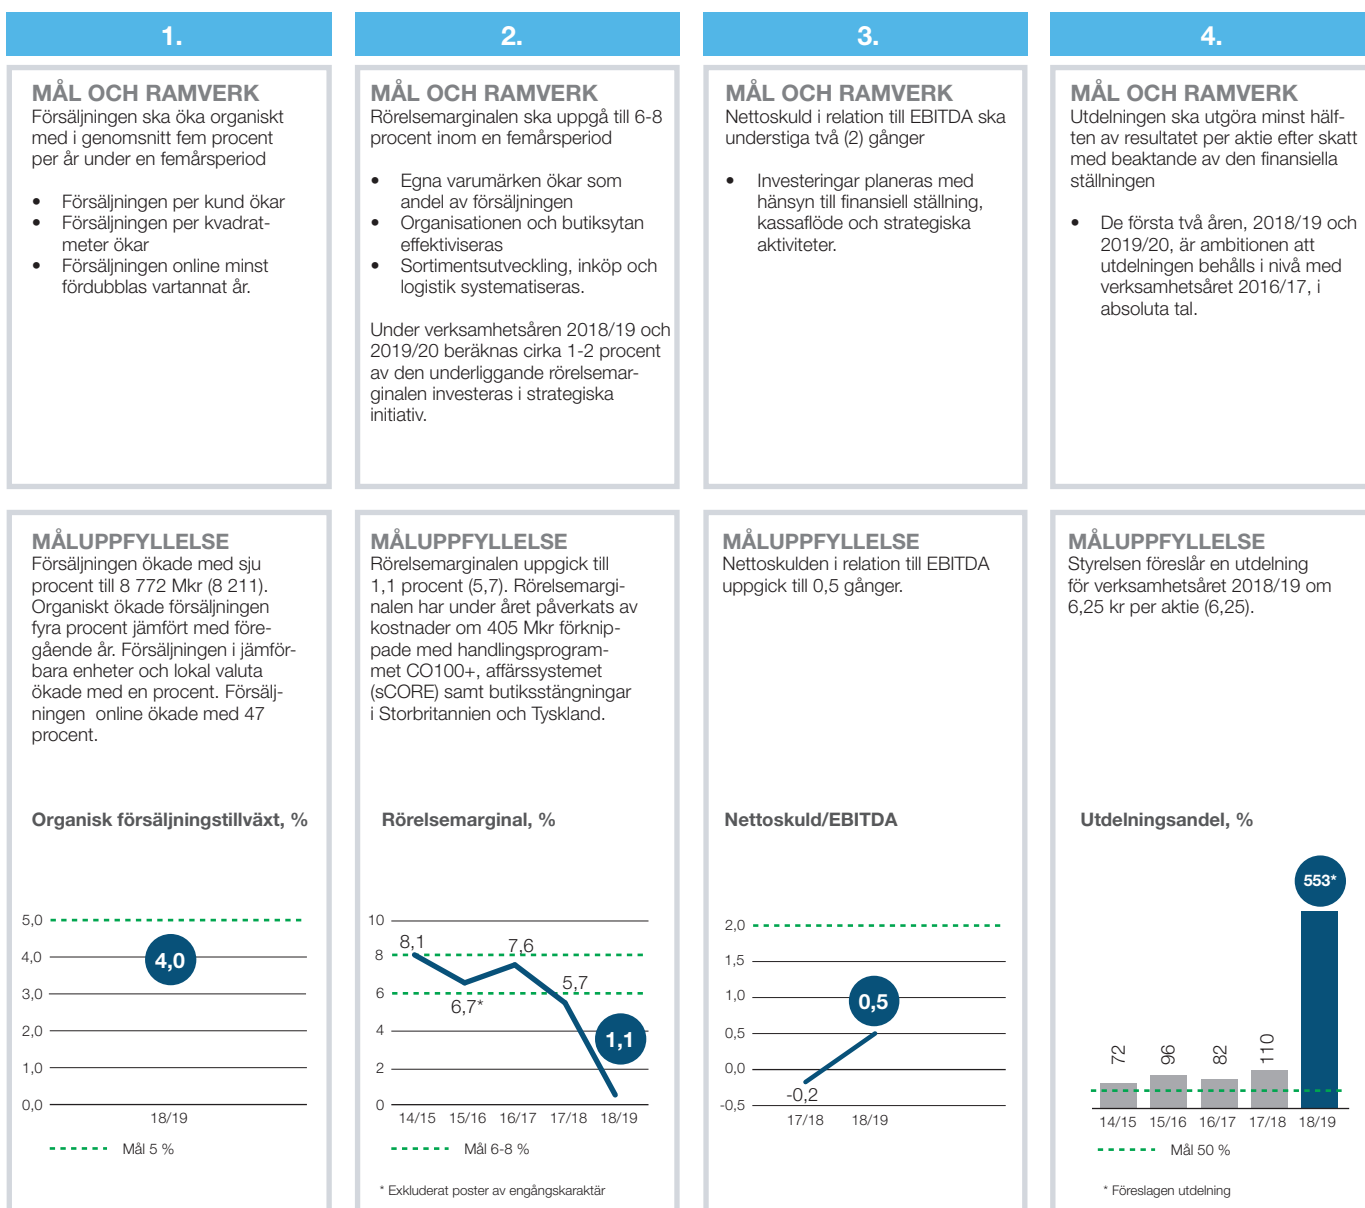 1.
MÅL OCH RAMVERK
Försäljningen ska öka organiskt
med i genomsnitt fem procent
per år under en femårsperiod
• Försäljningen per kund ökar
• Försäljningen per kvadrat-
meter ökar
• Försäljningen online minst
fördubblas vartannat år.
2.
MÅL OCH RAMVERK
Rörelsemarginalen ska uppgå till 6-8
procent inom en femårsperiod
• Egna varumärken ökar som
andel av försäljningen
• Organisationen och butiksytan
effektiviseras
• Sortimentsutveckling, inköp och
logistik systematiseras.
Under verksamhetsåren 2018/19 och
2019/20 beräknas cirka 1-2 procent
av den underliggande rörelsemar-
ginalen investeras i strategiska
initiativ.
3.
MÅL OCH RAMVERK
Nettoskuld i relation till EBITDA ska
understiga två (2) gånger
• Investeringar planeras med
hänsyn till finansiell ställning,
kassaflöde och strategiska
aktiviteter.
4.
MÅL OCH RAMVERK
Utdelningen ska utgöra minst hälf-
ten av resultatet per aktie efter skatt
med beaktande av den finansiella
ställningen
• De första två åren, 2018/19 och
2019/20, är ambitionen att
utdelningen behålls i nivå med
verksamhetsåret 2016/17, i
absoluta tal.
MÅLUPPFYLLELSE
Försäljningen ökade med sju
procent till 8 772 Mkr (8 211).
Organiskt ökade försäljningen
fyra procent jämfört med före-
gående år. Försäljningen i jämför-
bara enheter och lokal valuta
ökade med en procent. Försälj-
ningen online ökade med 47
procent.
Organisk försäljningstillväxt, %
5,0
4,0
3,0
2,0
1,0
0,0
4,0
18/19
Mål 5 %
MÅLUPPFYLLELSE
Rörelsemarginalen uppgick till
1,1 procent (5,7). Rörelsemargi-
nalen har under året påverkats av
kostnader om 405 Mkr förknip-
pade med handlingsprogram-
met CO100+, affärssystemet
(sCORE) samt butiksstängningar
i Storbritannien och Tyskland.
Rörelsemarginal, %
10
8
6
4
2
0
8,1
6,7*
7,6
5,7
1,1
14/15 15/16 16/17 17/18 18/19
Mål 6-8 %
* Exkluderat poster av engångskaraktär
MÅLUPPFYLLELSE
Nettoskulden i relation till EBITDA
uppgick till 0,5 gånger.
Nettoskuld/EBITDA
2,0
1,5
1,0
0,5
0,0
-0,5
0,5
-0,2
17/18 18/19
MÅLUPPFYLLELSE
Styrelsen föreslår en utdelning
för verksamhetsåret 2018/19 om
6,25 kr per aktie (6,25).
Utdelningsandel, %
553*
72 96 82 110
14/15 15/16 16/17 17/18 18/19
Mål 50 %
* Föreslagen utdelning